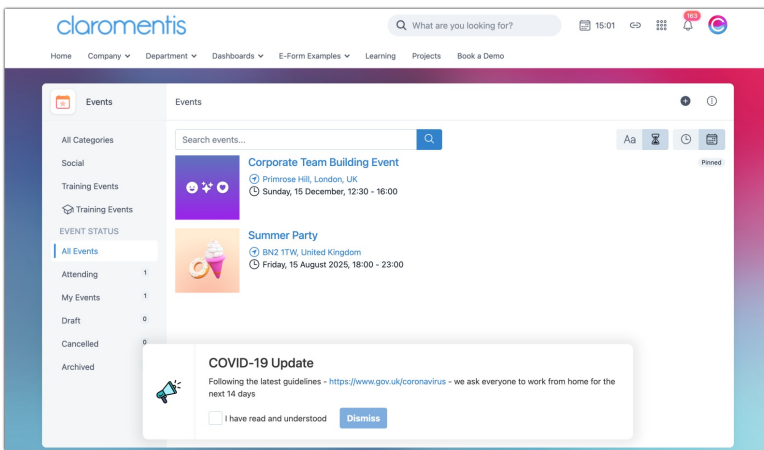 claromentis
What are you looking for?
15:01
163
Home Company Department Dashboards E-Form Examples Learning Projects Book a Demo
Events
Events
All Categories
Social
Training Events
Training Events
EVENT STATUS
All Events
Attending 1
My Events 1
Draft 0
Cancelled 0
Archived
Search events...
Aa
Corporate Team Building Event
Primrose Hill, London, UK
Sunday, 15 December, 12:30 - 16:00
Pinned
Summer Party
BN2 1TW, United Kingdom
Friday, 15 August 2025, 18:00 - 23:00
COVID-19 Update
Following the latest guidelines - https://www.gov.uk/coronavirus - we ask everyone to work from home for the
next 14 days
I have read and understood Dismiss